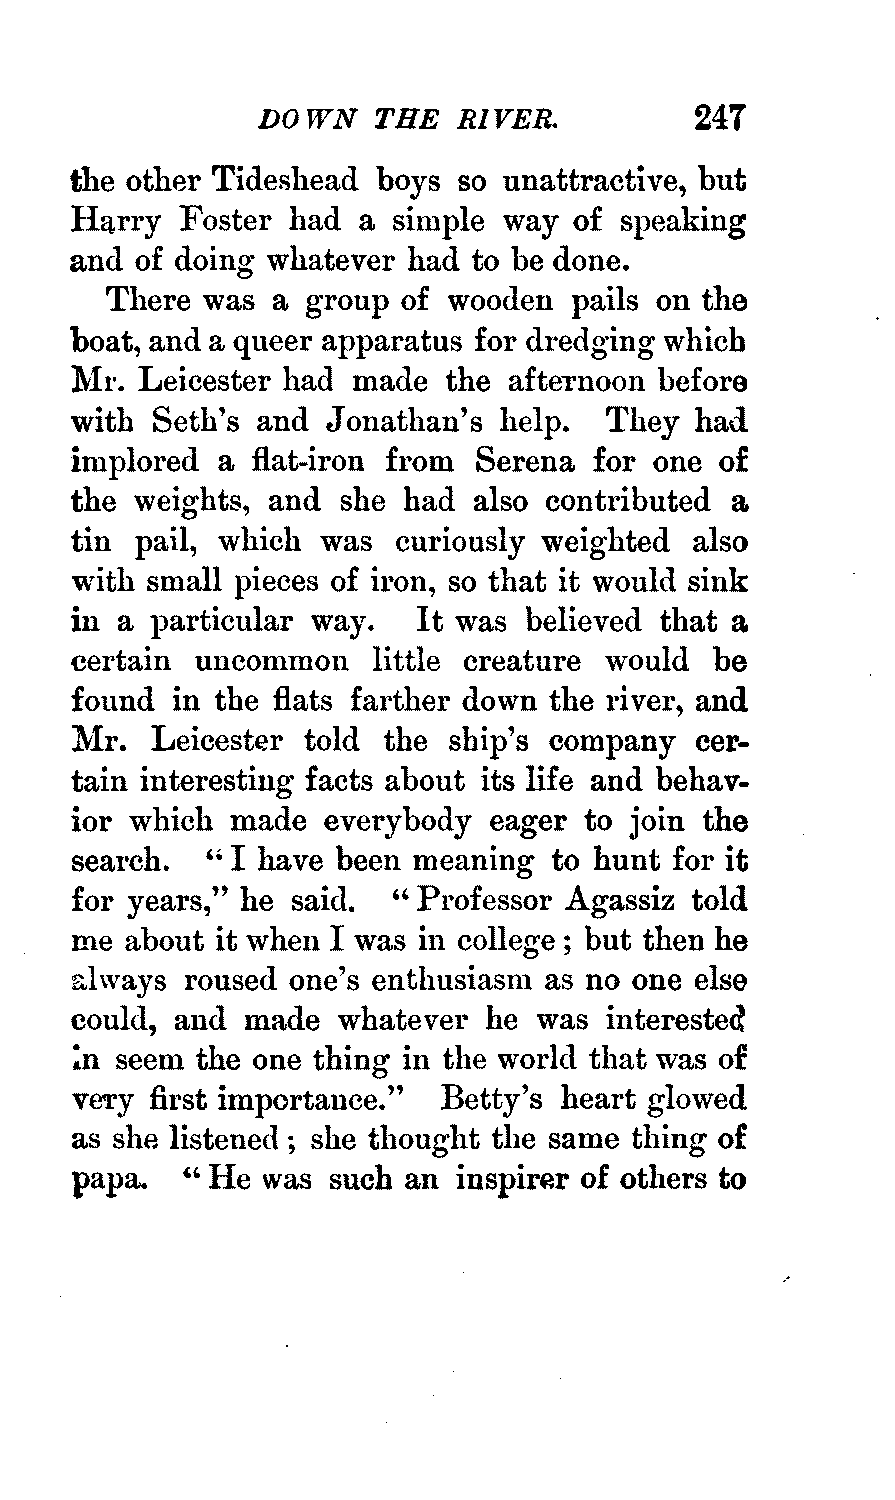 DOWN THE RIVER. 247
the other Tideshead boys so unattractive, but
Harry Foster had a simple way of speaking
and of doing whatever had to be done.
There was a group of wooden pails on the
boat, and a queer apparatus for dredging which
Mr. Leicester had made the afternoon before
with Seth's and Jonathan's help. They had
implored a flat-iron from Serena for one of
the weights, and she had also contributed a
tin pail, which was curiously weighted also
with small pieces of iron, so that it would sink
in a particular way. It was believed that a
certain uncommon little creature would be
found in the flats farther down the river, and
Mr. Leicester told the ship's company cer-
tain interesting facts about its life and behav-
ior which made everybody eager to join the
search. "I have been meaning to hunt for it
for years," he said. "Professor Agassiz told
me about it when I was in college; but then he
always roused one's enthusiasm as no one else
could, and made whatever he was interested
in seem the one thing in the world that was of
very first importance." Betty's heart glowed
as she listened; she thought the same thing of
papa. "He was such an inspirer of others to